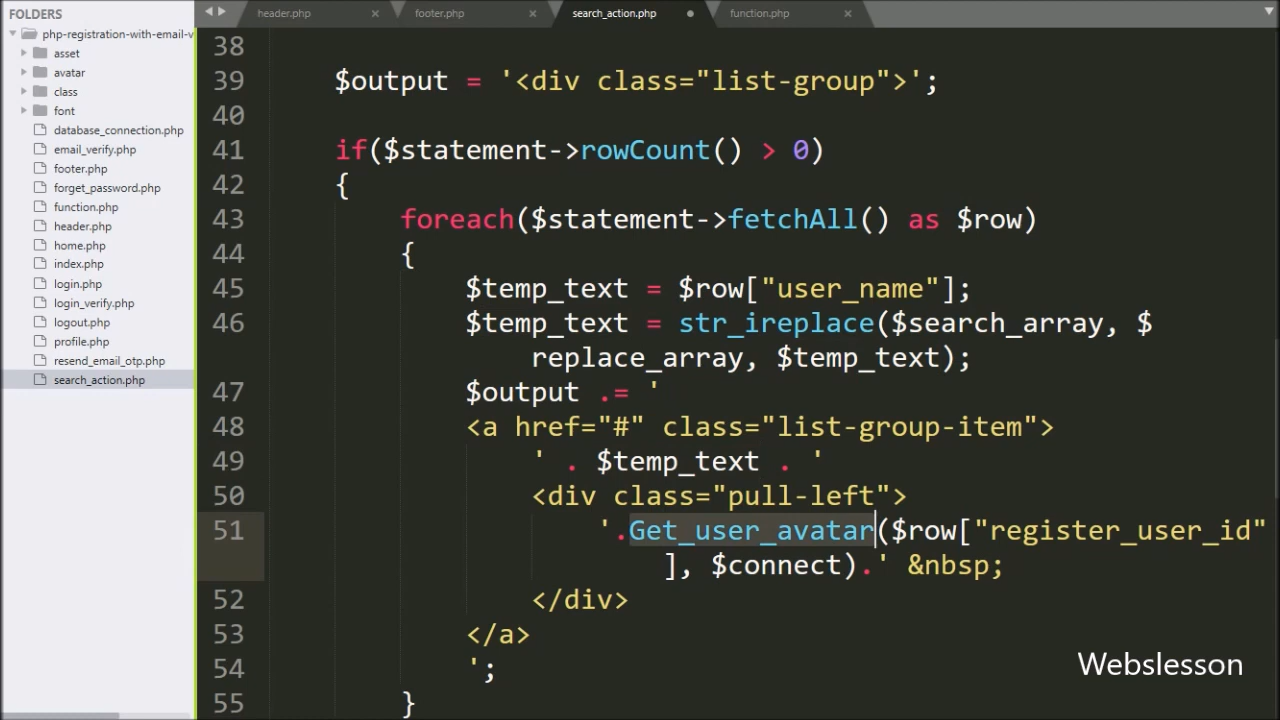 FOLDERS
php-registration-with-email-v
asset
avatar
class
font
database_connection.php
email_verify.php
footer.php
forget_password.php
function.php
header.php
home.php
index.php
login.php
login_verify.php
logout.php
profile.php
resend_email_otp.php
search_action.php
header.php
footer.php
search_action.php
function.php
38
39 $output = '<div class="list-group">';
40
41 if($statement->rowCount() > 0)
42 {
43 foreach($statement->fetchAll() as $row)
44 {
45 $temp_text = $row["user_name"];
46 $temp_text = str_ireplace($search_array, $
replace_array, $temp_text);
47 $output .= '
48 <a href="#" class="list-group-item">
49 ' . $temp_text . '
50 <div class="pull-left">
51 '.Get_user_avatar($row["register_user_id"
], $connect).' &nbsp;
52 </div>
53 </a>
54 ';
55 }
Webslesson